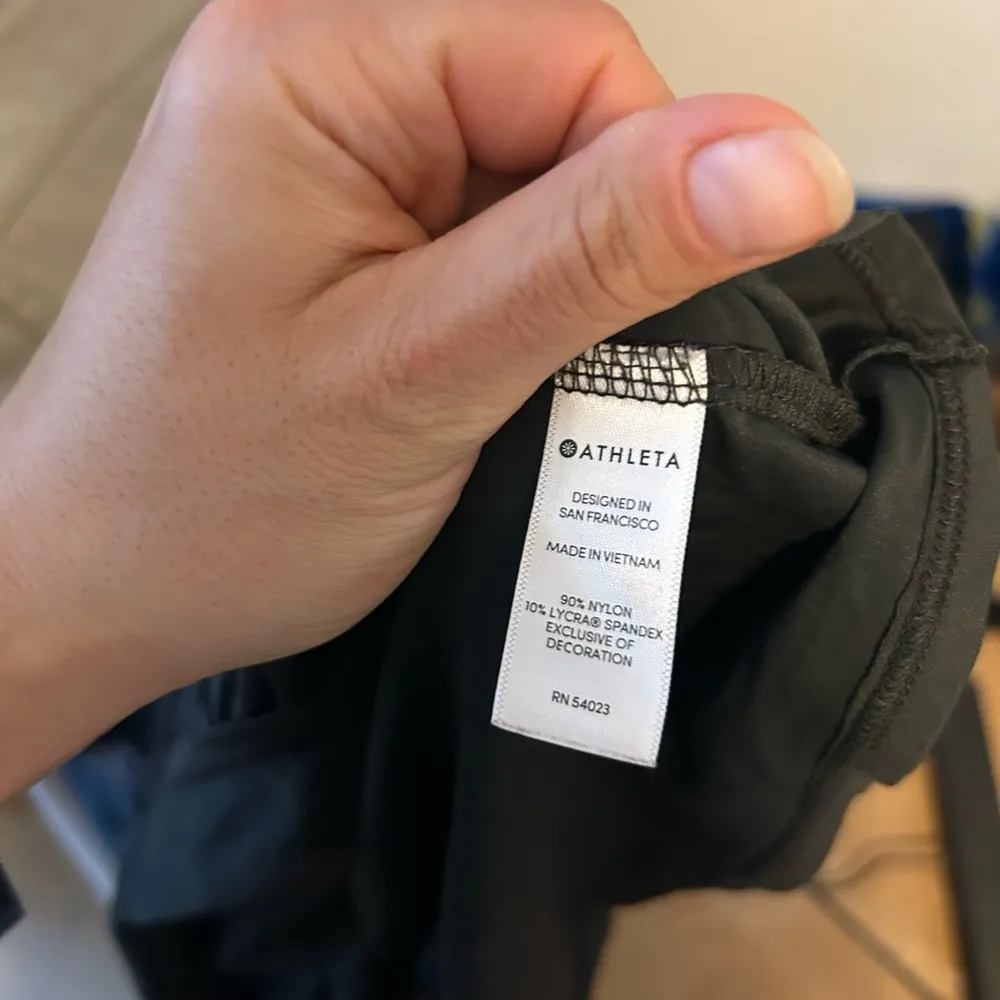 ATHLETA
DESIGNED IN
SAN FRANCISCO
MADE IN VIETNAM
90% NYLON
10% LYCRA® SPANDEX
EXCLUSIVE OF
DECORATION
RN 54023